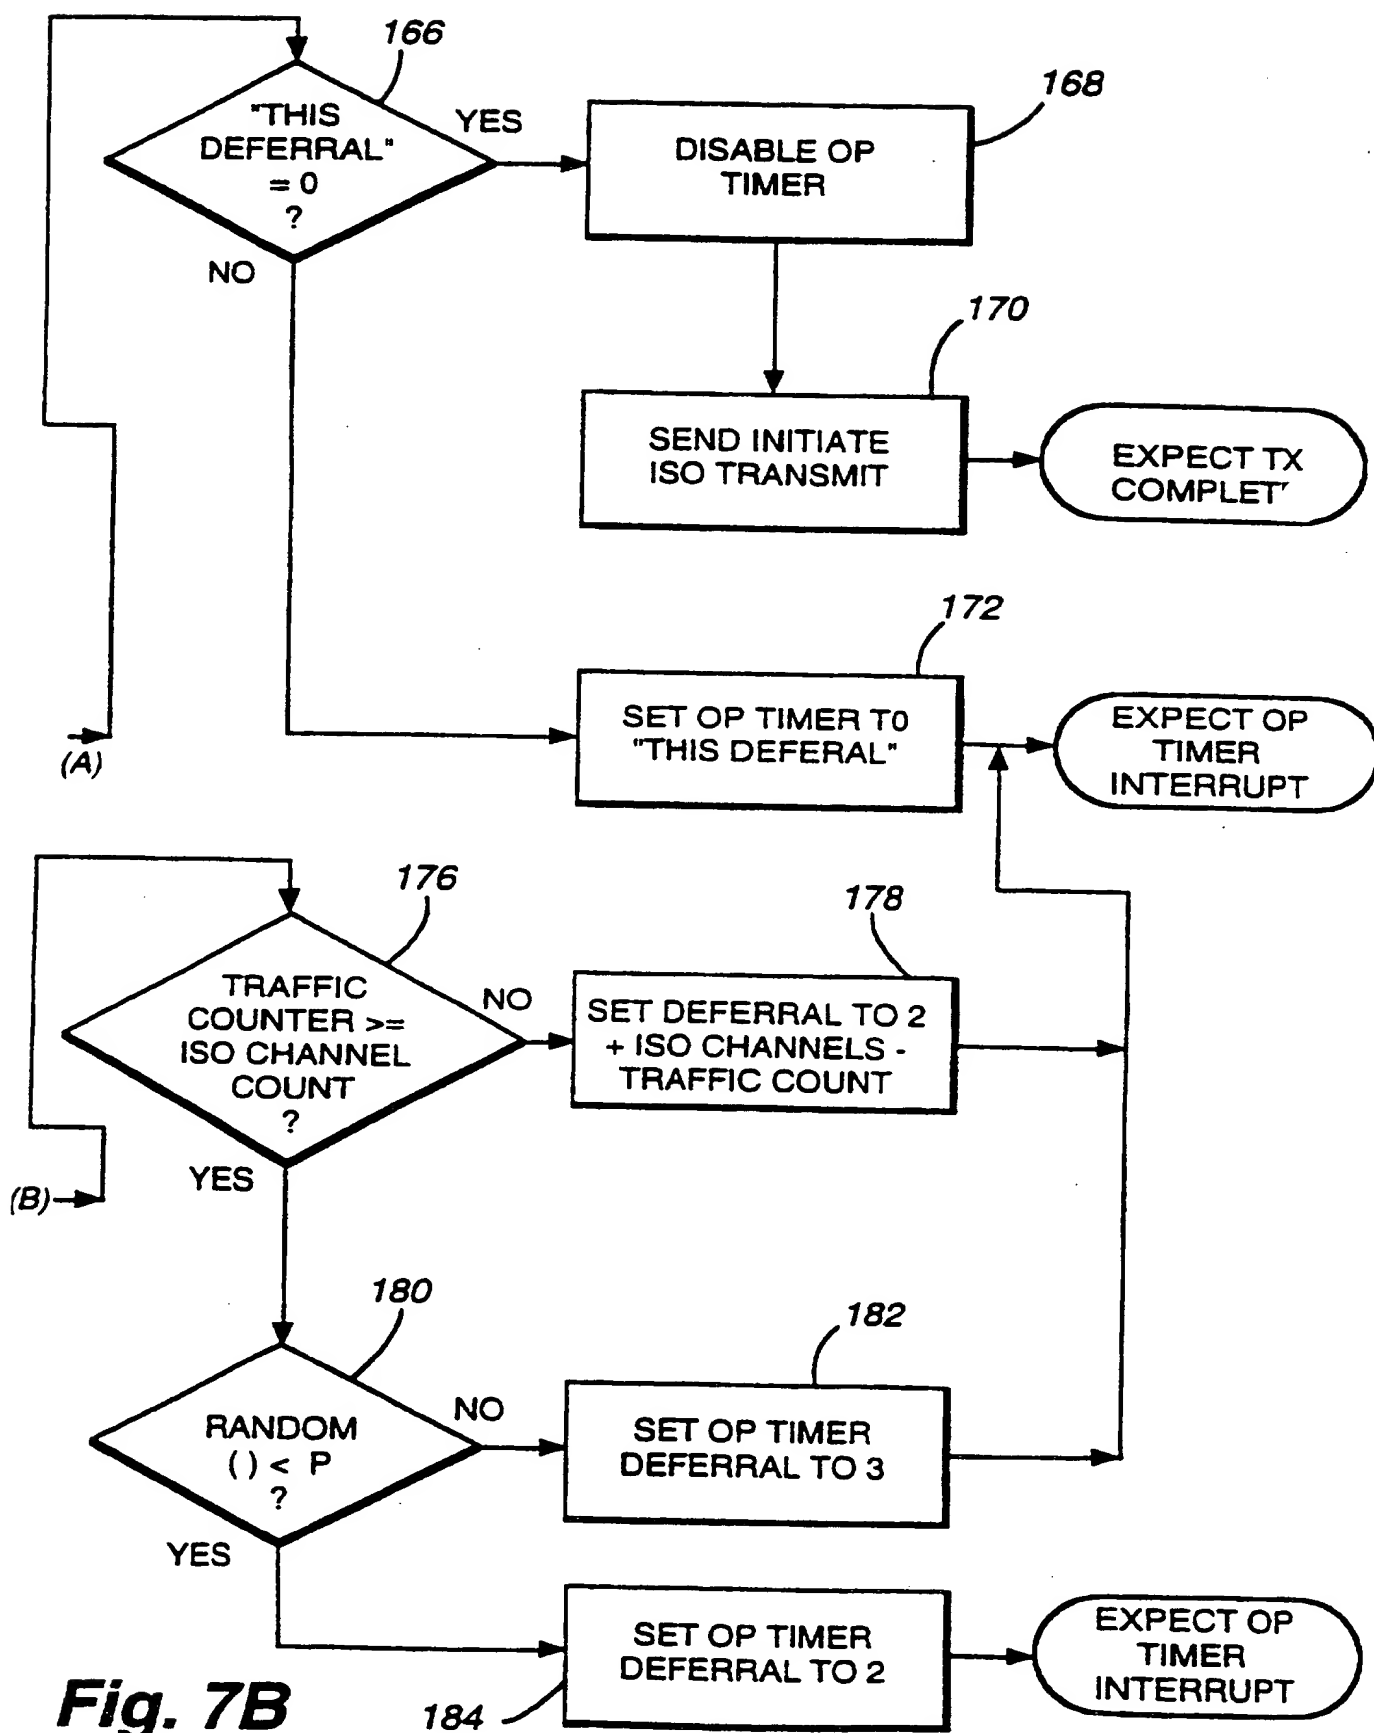 166
"THIS
DEFERRAL"
= 0
?
YES
NO
168
DISABLE OP
TIMER
170
SEND INITIATE
ISO TRANSMIT
EXPECT TX
COMPLET
(A)
172
SET OP TIMER TO
"THIS DEFERAL"
EXPECT OP
TIMER
INTERRUPT
176
TRAFFIC
COUNTER >=
ISO CHANNEL
COUNT
?
NO
YES
178
SET DEFERRAL TO 2
+ ISO CHANNELS -
TRAFFIC COUNT
(B)
180
RANDOM
( ) < P
?
NO
YES
182
SET OP TIMER
DEFERRAL TO 3
SET OP TIMER
DEFERRAL TO 2
184
EXPECT OP
TIMER
INTERRUPT
Fig. 7B